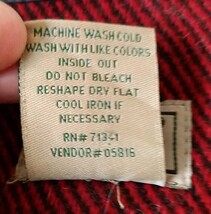 MACHINE WASH COLD
WASH WITH LIKE COLORS
INSIDE OUT
DO NOT BLEACH
RESHAPE DRY FLAT
COOL IRON IF
NECESSARY
RN# 71341
VENDOR# 05816